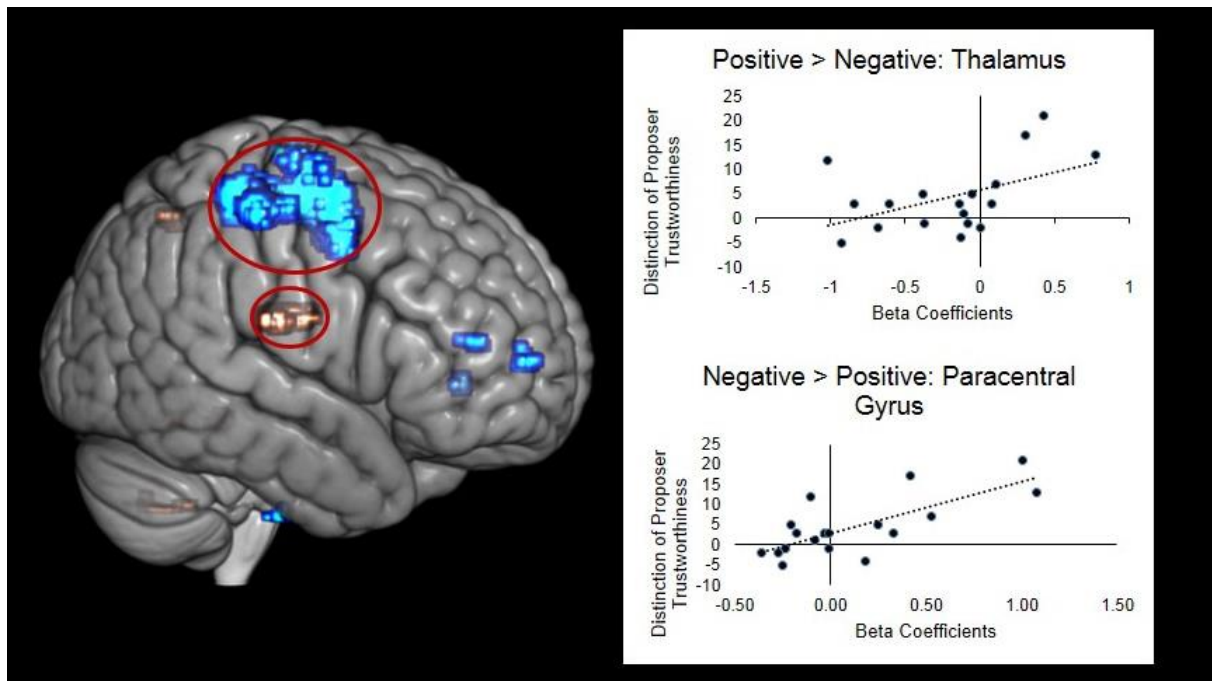 Positive > Negative: Thalamus
Distinction of Proposer
Trustworthiness
25
20
15
10
5
0
-5
-10
-1.5 -1 -0.5 0 0.5 1
Beta Coefficients
Negative > Positive: Paracentral
Gyrus
Distinction of Proposer
Trustworthiness
25
20
15
10
5
0
-5
-10
-0.50 0.00 0.50 1.00 1.50
Beta Coefficients